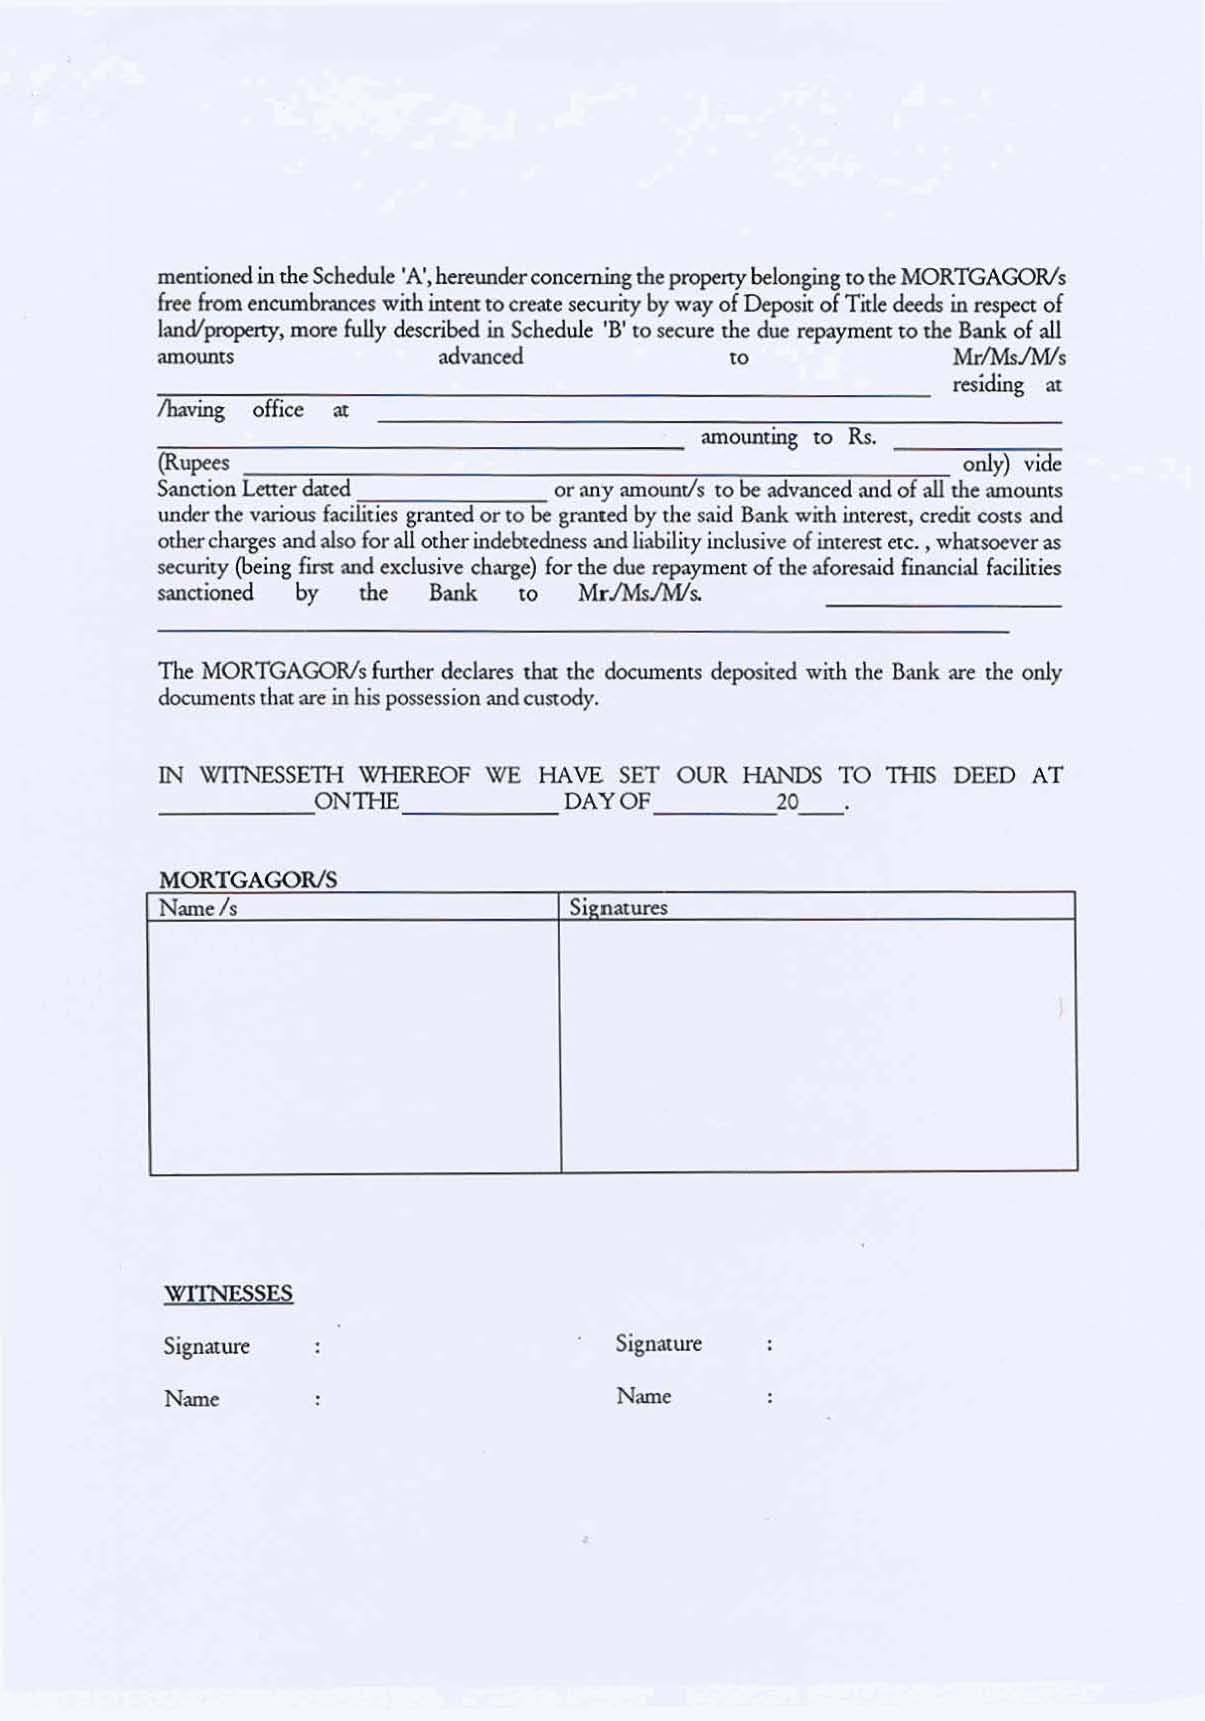 mentioned in the Schedule 'A', hereunder concerning the property belonging to the MORTGAGOR/s
free from encumbrances with intent to create security by way of Deposit of Title deeds in respect of
land/property, more fully described in Schedule 'B' to secure the due repayment to the Bank of all
amounts advanced to Mr/Ms./M/s
____________________ residing at
/having office at ____________________
____________________ amounting to Rs. __________
(Rupees ____________________ only) vide
Sanction Letter dated __________ or any amount/s to be advanced and of all the amounts
under the various facilities granted or to be granted by the said Bank with interest, credit costs and
other charges and also for all other indebtedness and liability inclusive of interest etc. , whatsoever as
security (being first and exclusive charge) for the due repayment of the aforesaid financial facilities
sanctioned by the Bank to Mr./Ms./M/s. __________
____________________
The MORTGAGOR/s further declares that the documents deposited with the Bank are the only
documents that are in his possession and custody.
IN WITNESSETH WHEREOF WE HAVE SET OUR HANDS TO THIS DEED AT
__________ ON THE __________ DAY OF __________ 20____.
MORTGAGOR/S
Name /s Signatures
WITNESSES
Signature : Signature :
Name : Name :